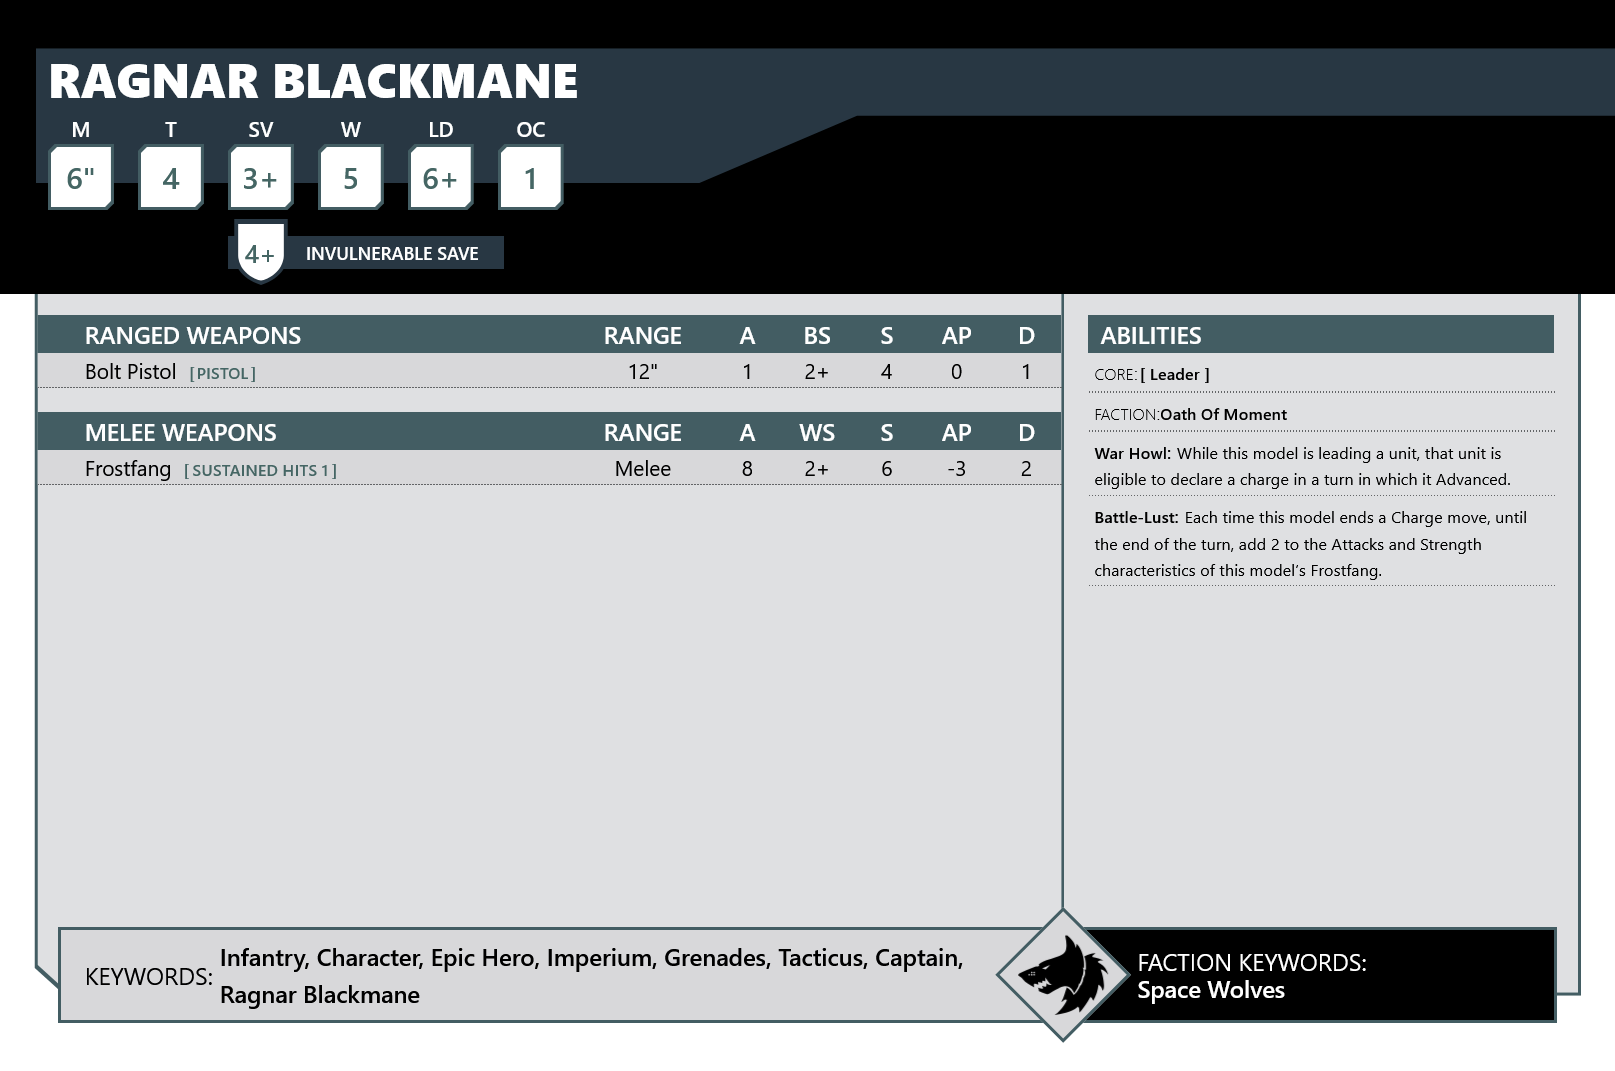 RAGNAR BLACKMANE
M T SV W LD OC
6" 4 3+ 5 6+ 1
4+ INVULNERABLE SAVE
RANGED WEAPONS RANGE A BS S AP D
Bolt Pistol [PISTOL] 12" 1 2+ 4 0 1
MELEE WEAPONS RANGE A WS S AP D
Frostfang [SUSTAINED HITS 1] Melee 8 2+ 6 -3 2
ABILITIES
CORE:[ Leader ]
FACTION:Oath Of Moment
War Howl: While this model is leading a unit, that unit is
eligible to declare a charge in a turn in which it Advanced.
Battle-Lust: Each time this model ends a Charge move, until
the end of the turn, add 2 to the Attacks and Strength
characteristics of this model’s Frostfang.
KEYWORDS: Infantry, Character, Epic Hero, Imperium, Grenades, Tacticus, Captain,
Ragnar Blackmane
FACTION KEYWORDS:
Space Wolves